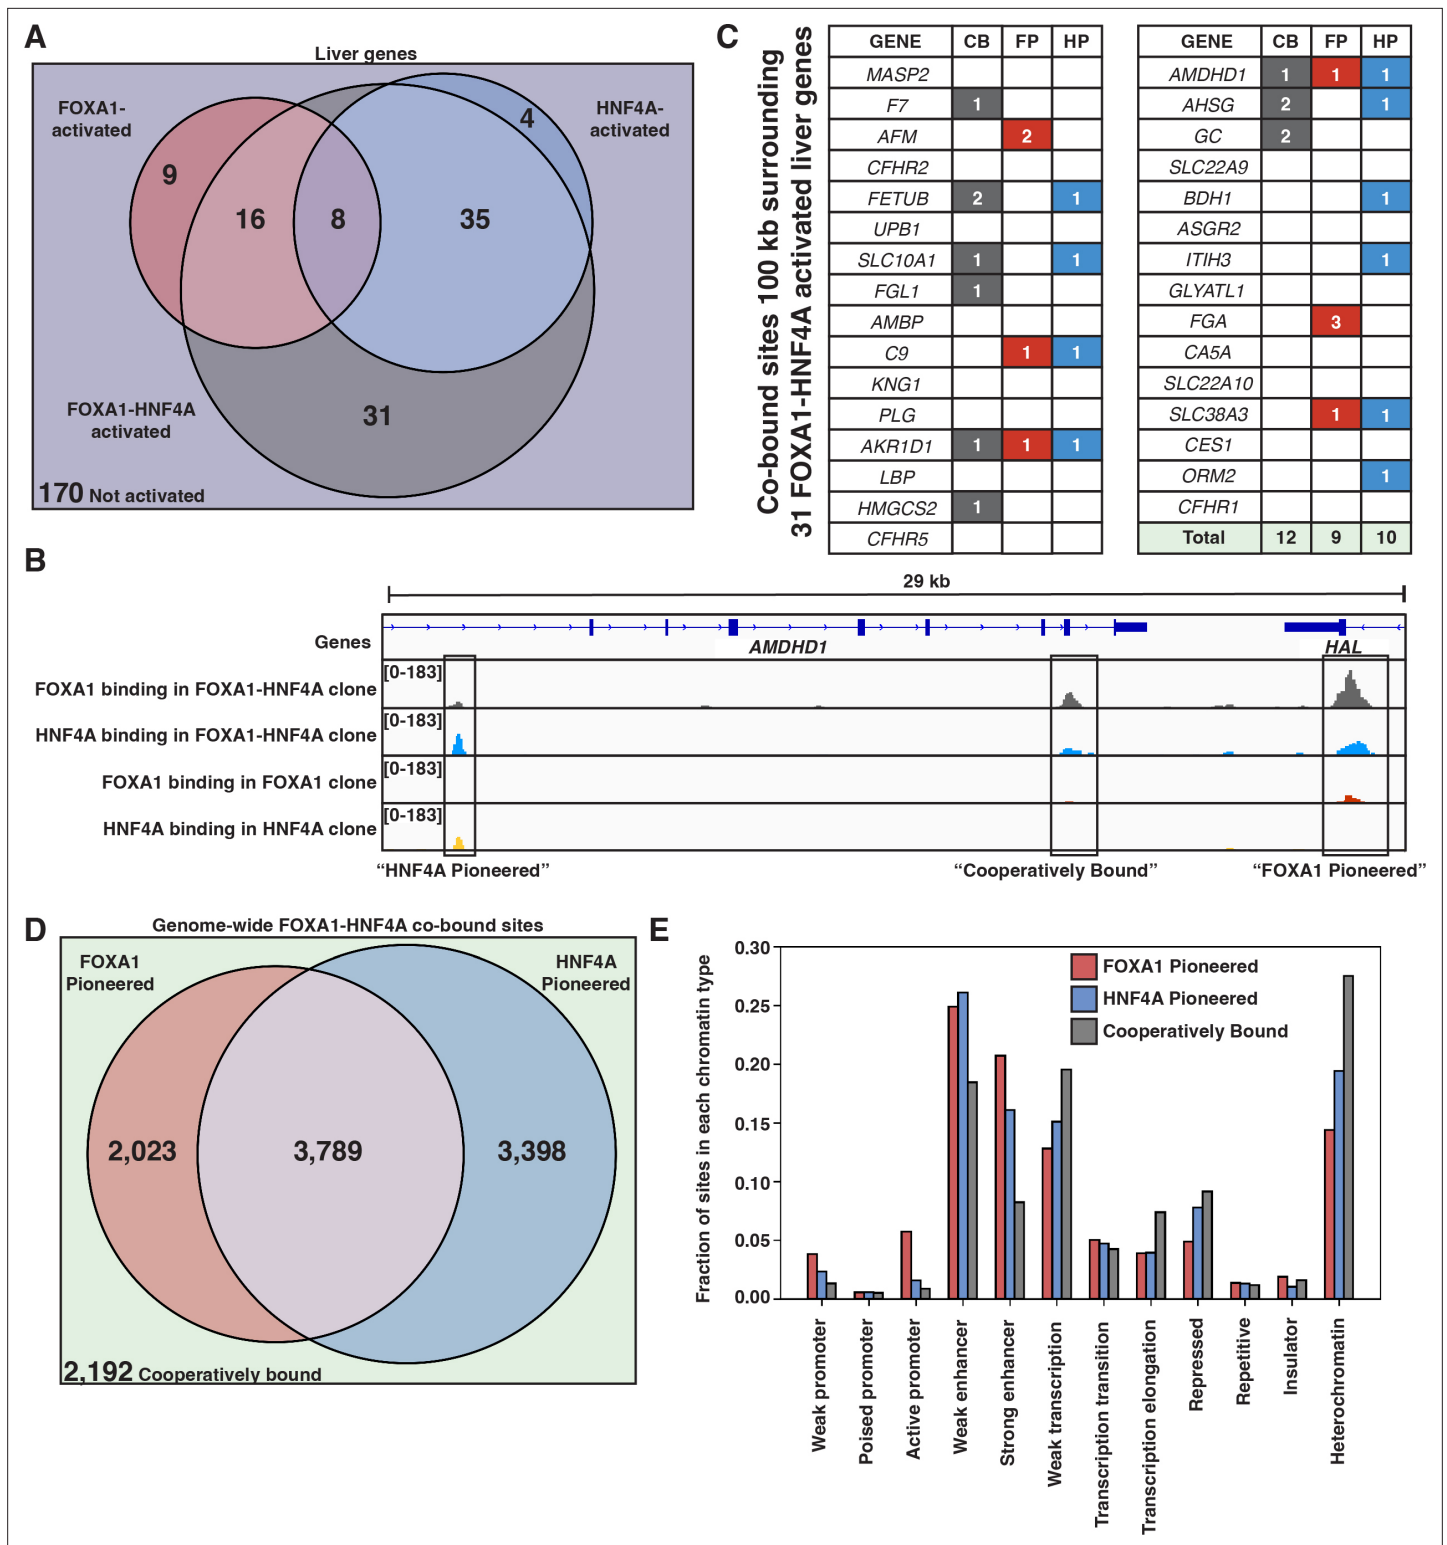 A
Liver genes
FOXA1-
activated
HNF4A-
activated
9
16
8
35
4
31
FOXA1-HNF4A
activated
170 Not activated
C
Co-bound sites 100 kb surrounding
31 FOXA1-HNF4A activated liver genes
GENE CB FP HP
MASP2
F7 1
AFM 2
CFHR2
FETUB 2 1
UPB1
SLC10A1 1 1
FGL1 1
AMBP
C9 1 1
KNG1
PLG
AKR1D1 1 1 1
LBP
HMGCS2 1
CFHR5
GENE CB FP HP
AMDHD1 1 1 1
AHSG 2 1
GC 2
SLC22A9
BDH1 1
ASGR2
ITIH3 1
GLYATL1
FGA 3
CA5A
SLC22A10
SLC38A3 1 1
CES1
ORM2 1
CFHR1
Total 12 9 10
B
29 kb
Genes
AMDHD1
HAL
FOXA1 binding in FOXA1-HNF4A clone [0-183]
HNF4A binding in FOXA1-HNF4A clone [0-183]
FOXA1 binding in FOXA1 clone [0-183]
HNF4A binding in HNF4A clone [0-183]
“HNF4A Pioneered” “Cooperatively Bound” “FOXA1 Pioneered”
D
Genome-wide FOXA1-HNF4A co-bound sites
FOXA1
Pioneered
HNF4A
Pioneered
2,023
3,789
3,398
2,192 Cooperatively bound
E
Fraction of sites in each chromatin type
0.30
0.25
0.20
0.15
0.10
0.05
0.00
FOXA1 Pioneered
HNF4A Pioneered
Cooperatively Bound
Weak promoter
Poised promoter
Active promoter
Weak enhancer
Strong enhancer
Weak transcription
Transcription transition
Transcription elongation
Repressed
Repetitive
Insulator
Heterochromatin